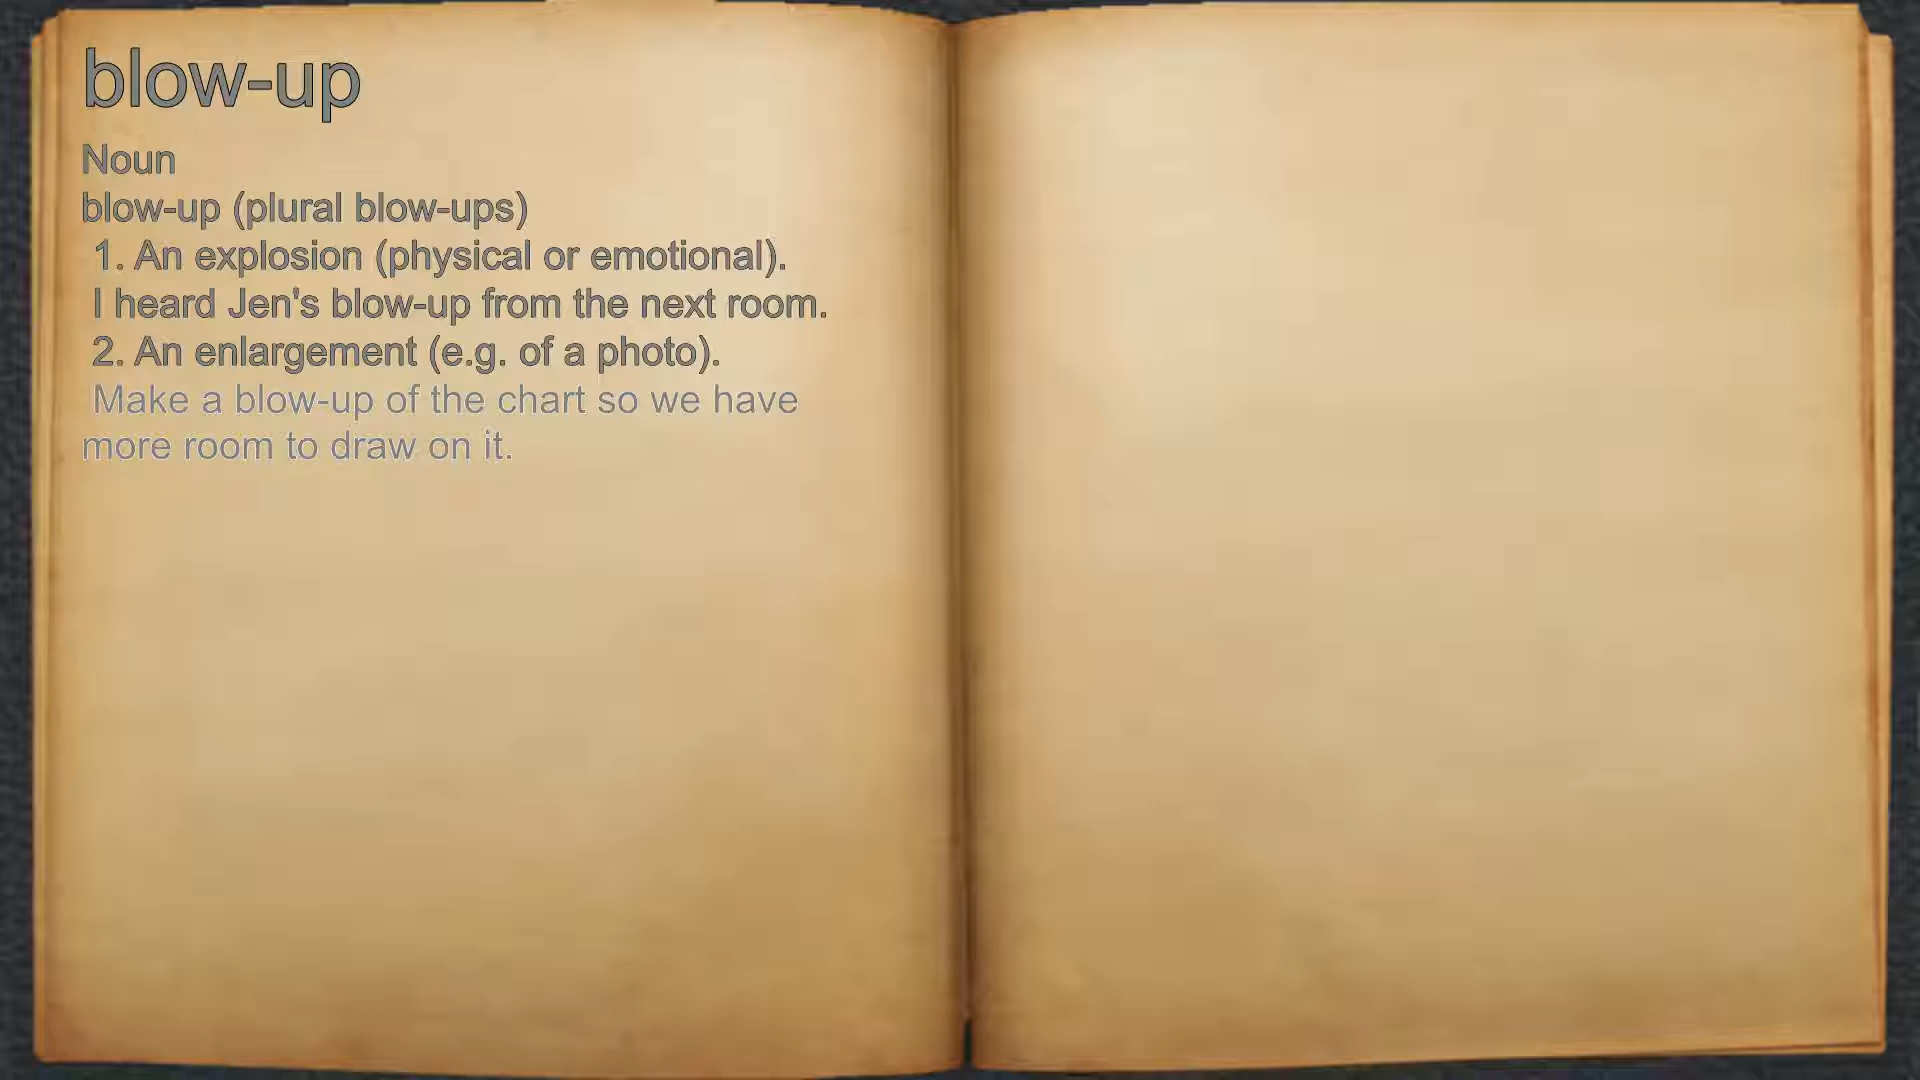 blow-up
Noun
blow-up (plural blow-ups)
1. An explosion (physical or emotional).
I heard Jen's blow-up from the next room.
2. An enlargement (e.g. of a photo).
Make a blow-up of the chart so we have
more room to draw on it.